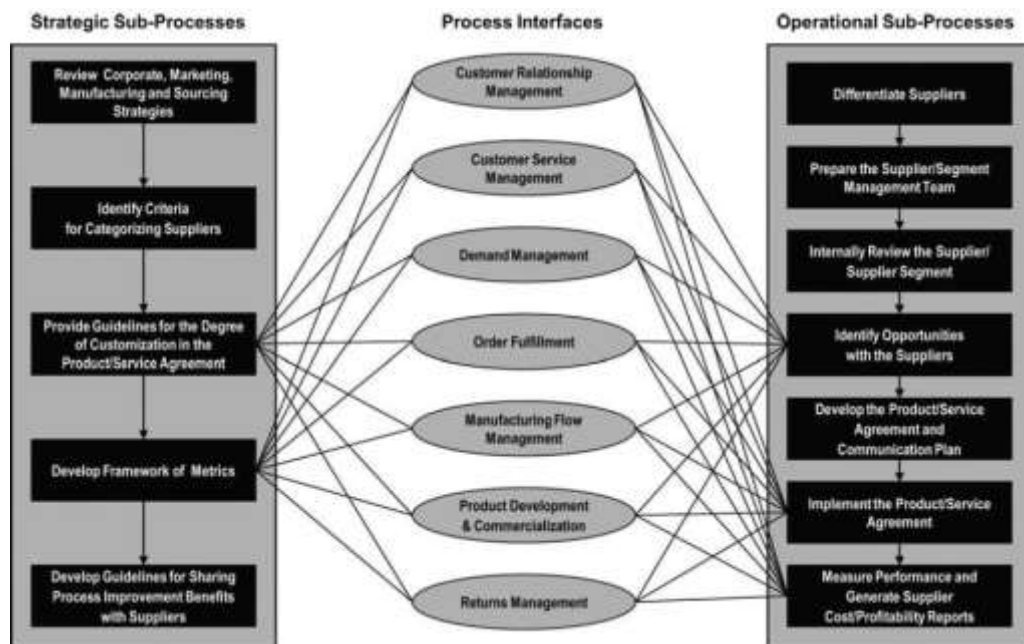 Strategic Sub-Processes
Review Corporate, Marketing,
Manufacturing and Sourcing
Strategies
Identify Criteria
for Categorizing Suppliers
Provide Guidelines for the Degree
of Customization in the
Product/Service Agreement
Develop Framework of Metrics
Develop Guidelines for Sharing
Process Improvement Benefits
with Suppliers
Process Interfaces
Customer Relationship
Management
Customer Service
Management
Demand Management
Order Fulfillment
Manufacturing Flow
Management
Product Development
& Commercialization
Returns Management
Operational Sub-Processes
Differentiate Suppliers
Prepare the Supplier/Segment
Management Team
Internally Review the Supplier/
Supplier Segment
Identify Opportunities
with the Suppliers
Develop the Product/Service
Agreement and
Communication Plan
Implement the Product/Service
Agreement
Measure Performance and
Generate Supplier
Cost/Profitability Reports